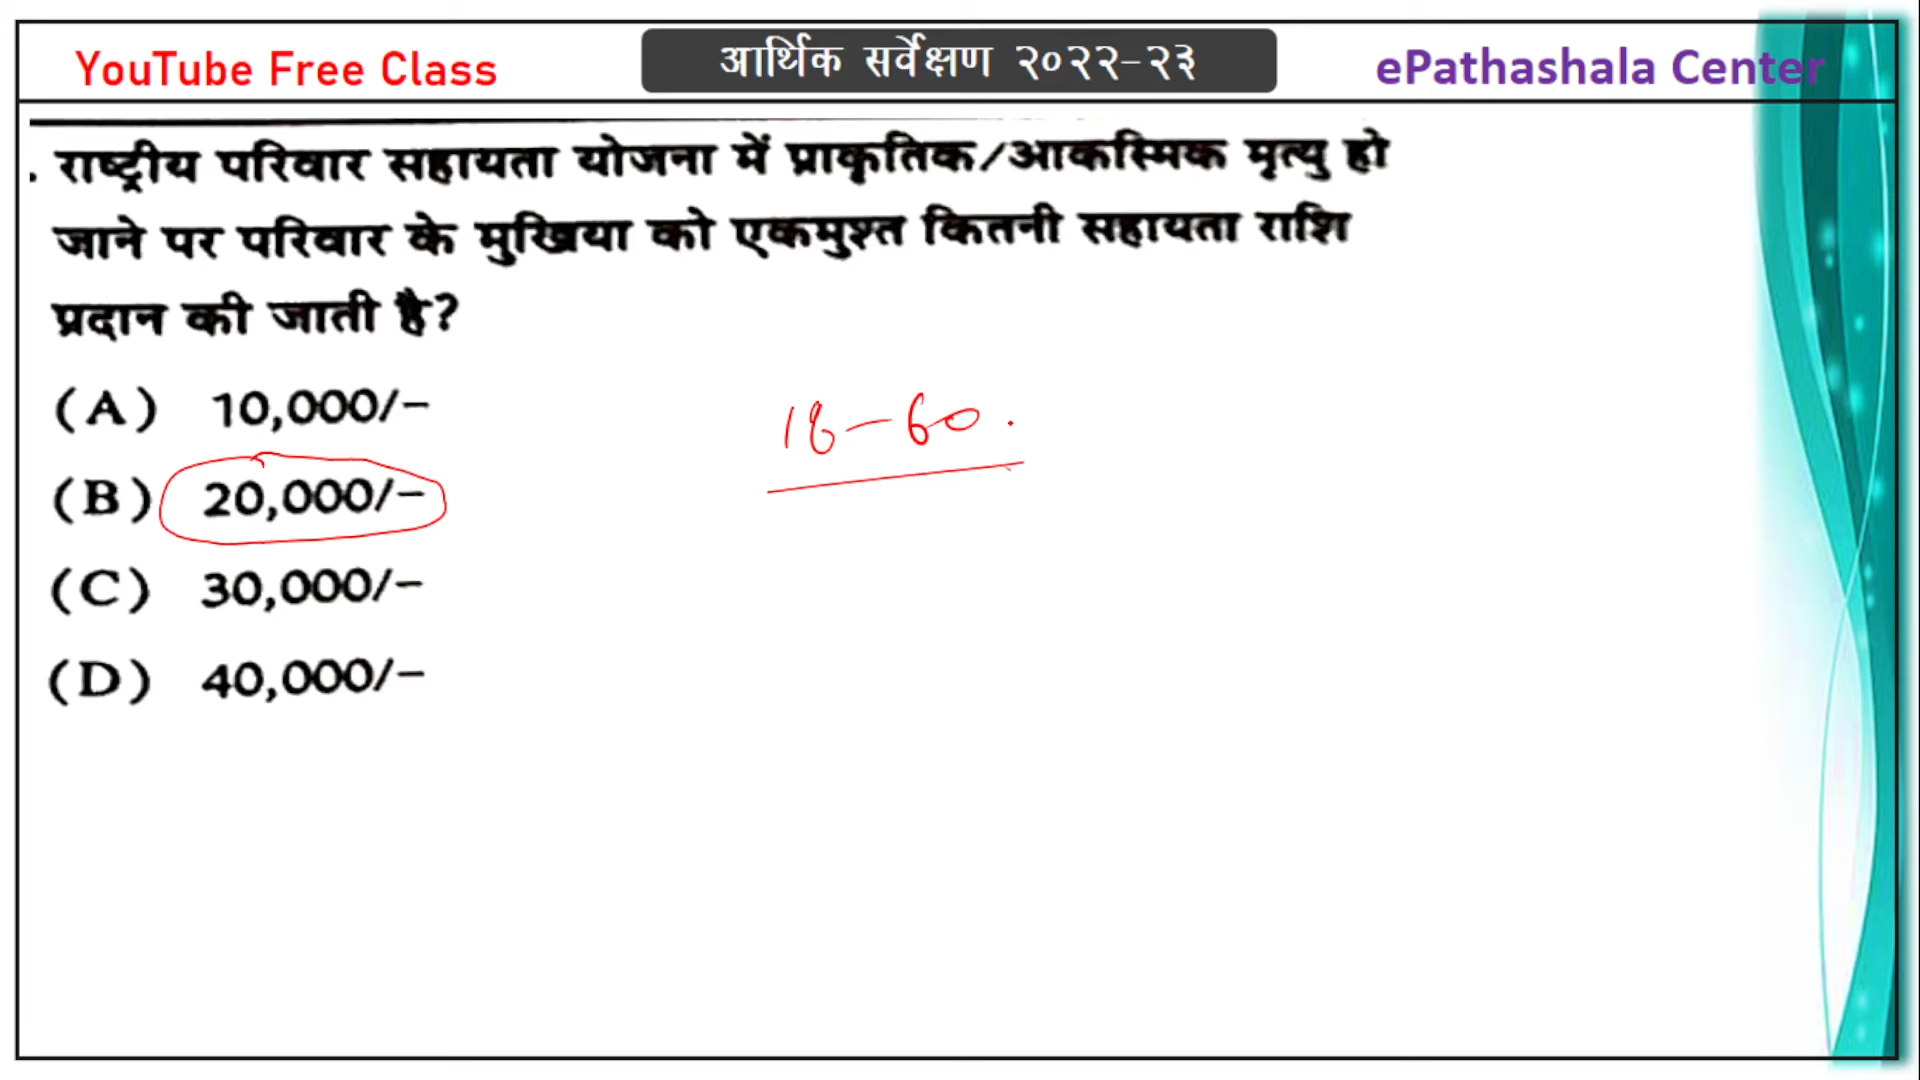 YouTube Free Class
आर्थिक सर्वेक्षण २०२२-२३
ePathashala Center
. राष्ट्रीय परिवार सहायता योजना में प्राकृतिक/आकस्मिक मृत्यु हो
जाने पर परिवार के मुखिया को एकमुश्त कितनी सहायता राशि
प्रदान की जाती है?
(A) 10,000/-
18-60.
(B) 20,000/-
(C) 30,000/-
(D) 40,000/-